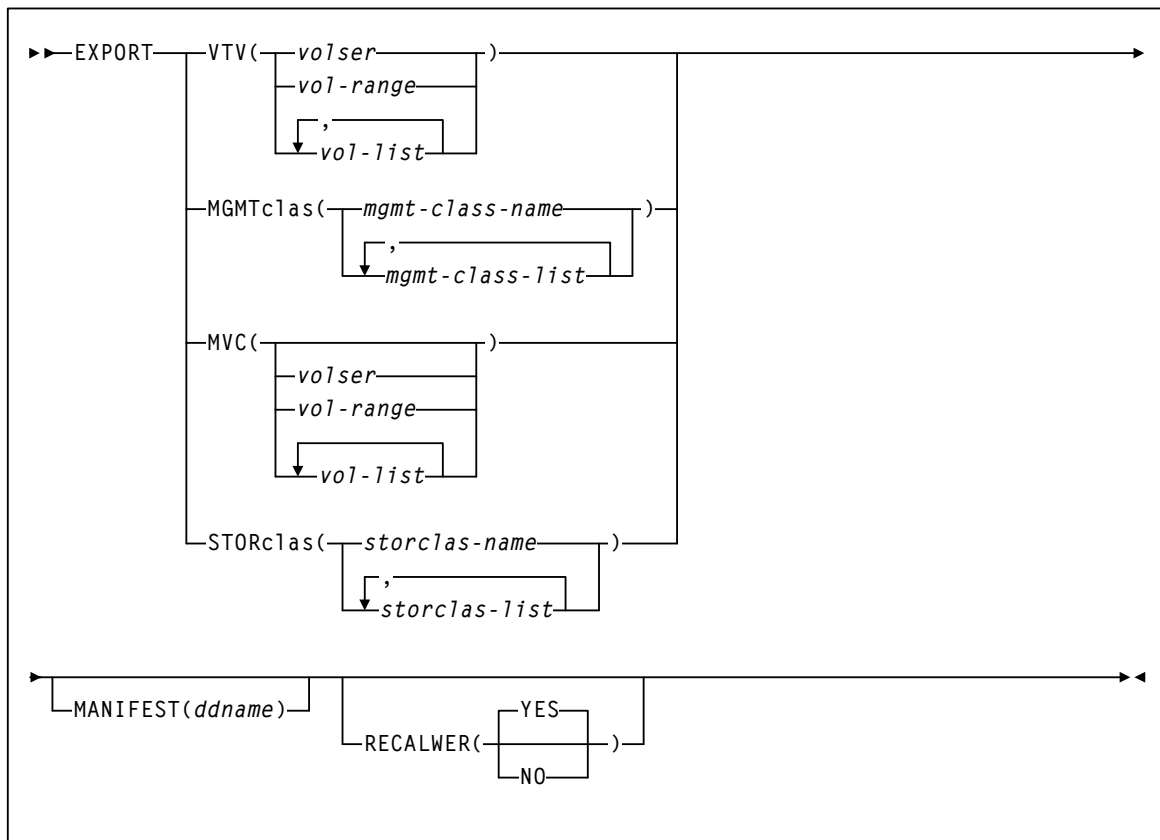 EXPORT VTV( volser )
vol-range
,
vol-list
MGMTclas( mgmt-class-name )
,
mgmt-class-list
MVC( )
volser
vol-range
vol-list
STORclas( storclas-name )
,
storclas-list
MANIFEST(ddname) YES
RECALWER( )
NO